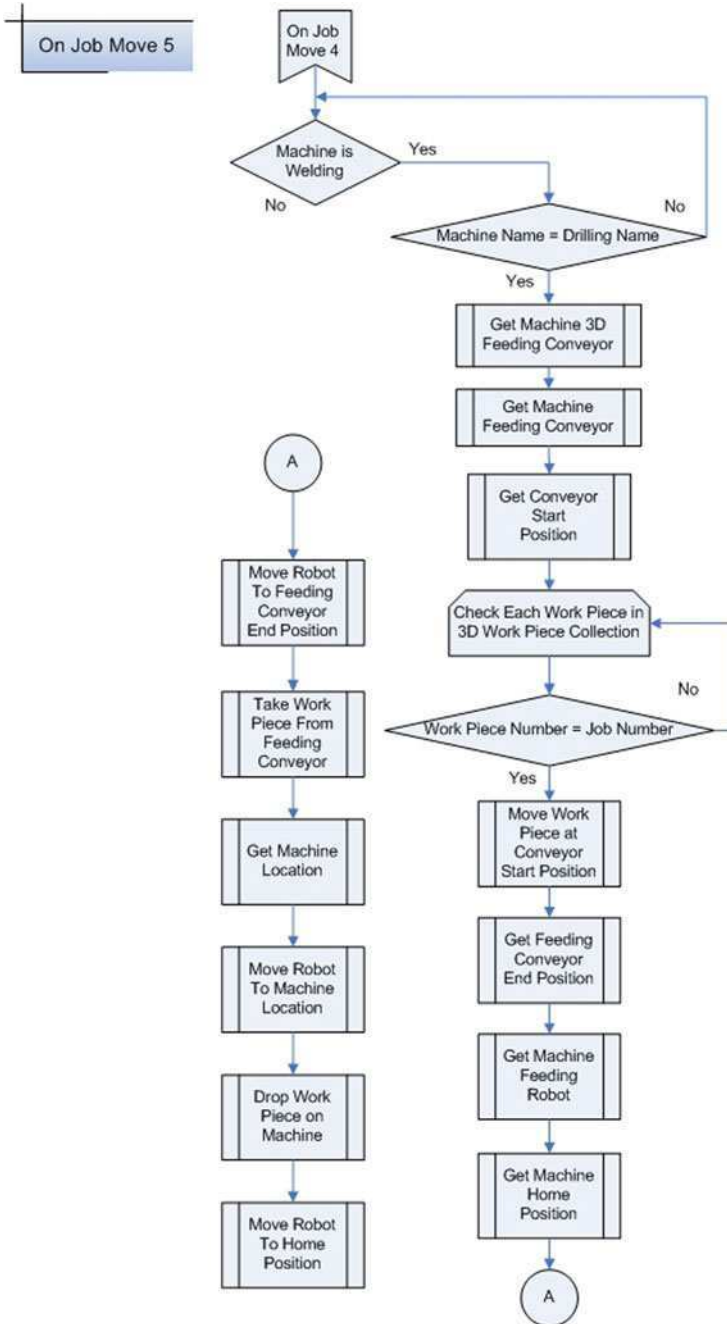 On Job Move 5
On Job
Move 4
Machine is
Welding
Yes
No
Machine Name = Drilling Name
No
Yes
Get Machine 3D
Feeding Conveyor
Get Machine
Feeding Conveyor
Get Conveyor
Start
Position
Check Each Work Piece in
3D Work Piece Collection
No
Work Piece Number = Job Number
Yes
Move Work
Piece at
Conveyor
Start Position
Get Feeding
Conveyor
End Position
Get Machine
Feeding
Robot
Get Machine
Home
Position
A
A
Move Robot
To Feeding
Conveyor
End Position
Take Work
Piece From
Feeding
Conveyor
Get Machine
Location
Move Robot
To Machine
Location
Drop Work
Piece on
Machine
Move Robot
To Home
Position